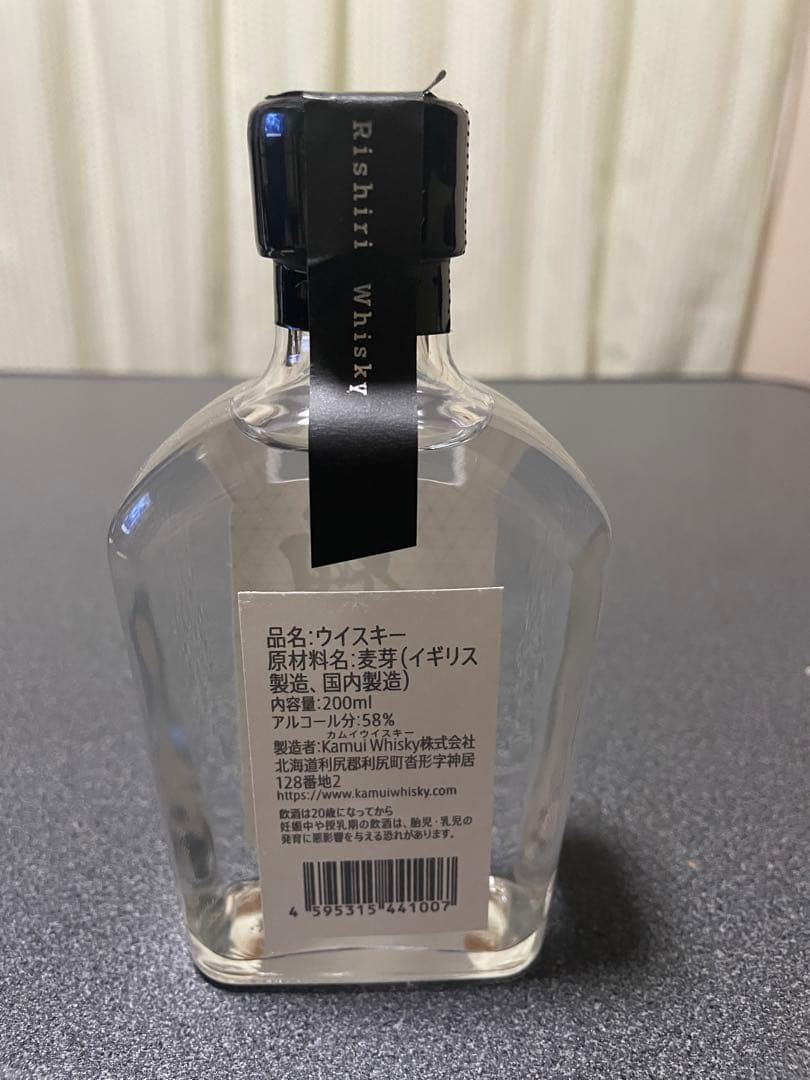 Rishiri Whisky
品名:ウイスキー
原材料名:麦芽(イギリス
製造、国内製造)
内容量:200ml
アルコール分:58%
カムイウイスキー
製造者:Kamui Whisky株式会社
北海道利尻郡利尻町沓形字神居
128番地2
https://www.kamuiwhisky.com
飲酒は20歳になってから
妊娠中や授乳期の飲酒は、胎児・乳児の
発育に悪影響を与える恐れがあります。
4 595315 441007